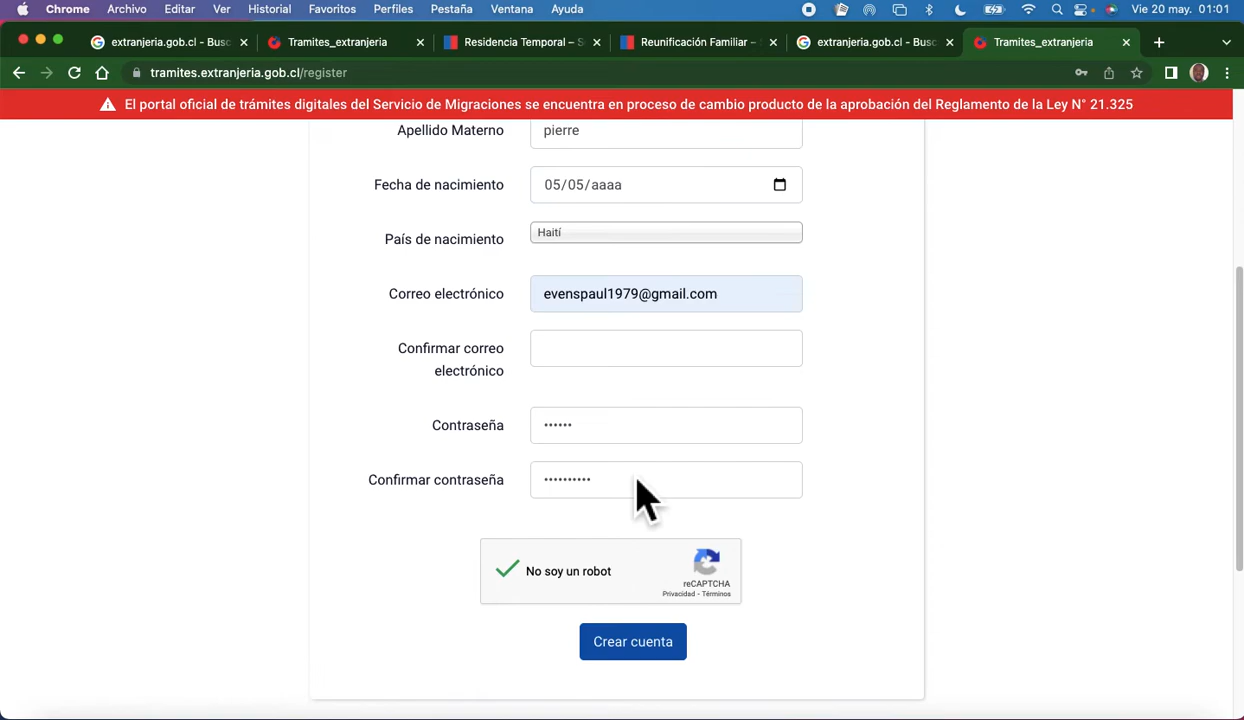 Chrome Archivo Editar Ver Historial Favoritos Perfiles Pestaña Ventana Ayuda Vie 20 may. 01:01
extranjeria.gob.cl - Busc Tramites_extranjeria Residencia Temporal – S Reunificación Familiar – extranjeria.gob.cl - Busc Tramites_extranjeria
tramites.extranjeria.gob.cl/register
El portal oficial de trámites digitales del Servicio de Migraciones se encuentra en proceso de cambio producto de la aprobación del Reglamento de la Ley N° 21.325
Apellido Materno pierre
Fecha de nacimiento 05/05/aaaa
País de nacimiento Haití
Correo electrónico evenspaul1979@gmail.com
Confirmar correo
electrónico
Contraseña ······
Confirmar contraseña ··········
No soy un robot
reCAPTCHA
Privacidad - Términos
Crear cuenta